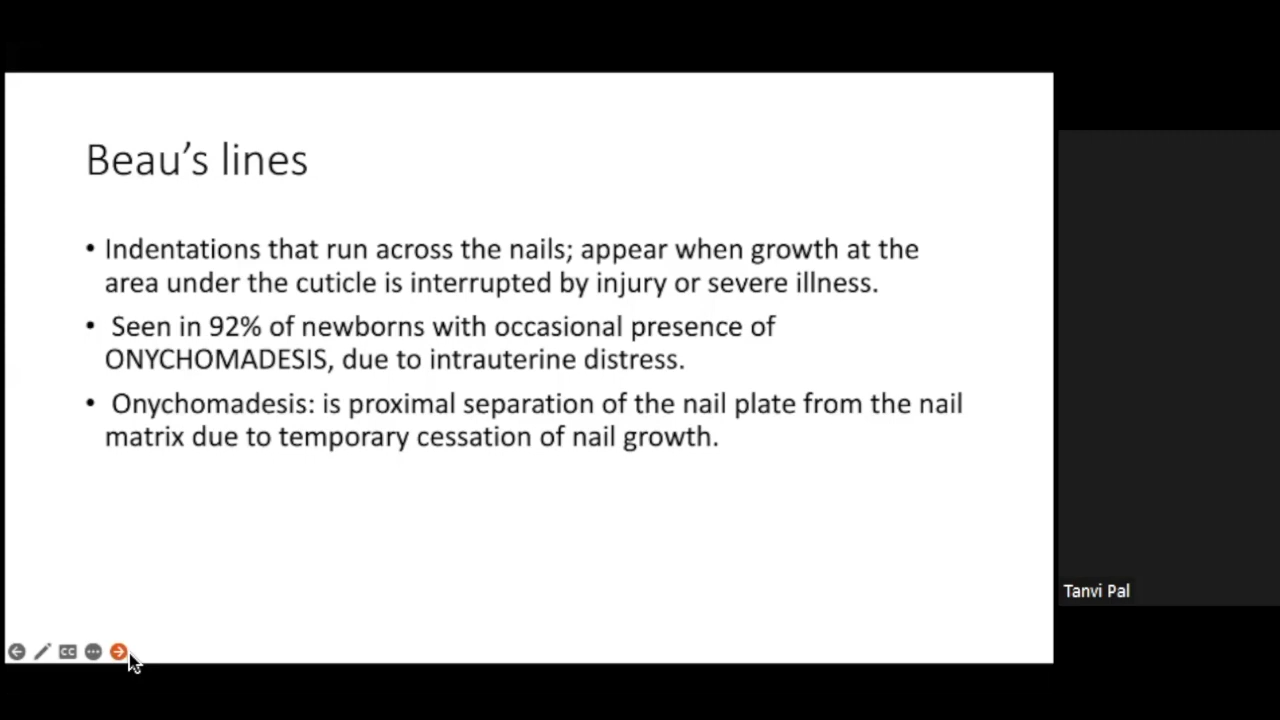 Beau's lines
• Indentations that run across the nails; appear when growth at the
area under the cuticle is interrupted by injury or severe illness.
• Seen in 92% of newborns with occasional presence of
ONYCHOMADESIS, due to intrauterine distress.
• Onychomadesis: is proximal separation of the nail plate from the nail
matrix due to temporary cessation of nail growth.
CC
Tanvi Pal